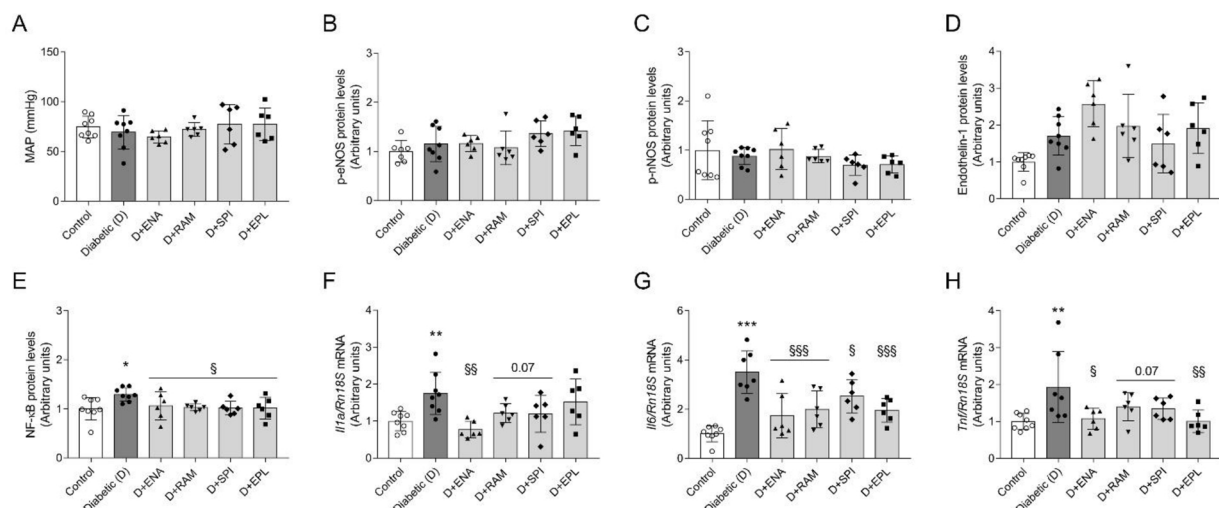 A
MAP (mmHg)
150
100
50
0
Control
Diabetic (D)
D+ENA
D+RAM
D+SPI
D+EPL
B
p-eNOS protein levels
(Arbitrary units)
3
2
1
0
Control
Diabetic (D)
D+ENA
D+RAM
D+SPI
D+EPL
C
p-nNOS protein levels
(Arbitrary units)
3
2
1
0
Control
Diabetic (D)
D+ENA
D+RAM
D+SPI
D+EPL
D
Endothelin-1 protein levels
(Arbitrary units)
4
3
2
1
0
Control
Diabetic (D)
D+ENA
D+RAM
D+SPI
D+EPL
E
NF-κB protein levels
(Arbitrary units)
3
2
1
0
*
§
Control
Diabetic (D)
D+ENA
D+RAM
D+SPI
D+EPL
F
Il1a/Rn18S mRNA
(Arbitrary units)
4
3
2
1
0
**
§§
0.07
Control
Diabetic (D)
D+ENA
D+RAM
D+SPI
D+EPL
G
Il6/Rn18S mRNA
(Arbitrary units)
6
4
2
0
***
§§§
§
§§§
Control
Diabetic (D)
D+ENA
D+RAM
D+SPI
D+EPL
H
Tnf/Rn18S mRNA
(Arbitrary units)
4
3
2
1
0
**
§
0.07
§§
Control
Diabetic (D)
D+ENA
D+RAM
D+SPI
D+EPL